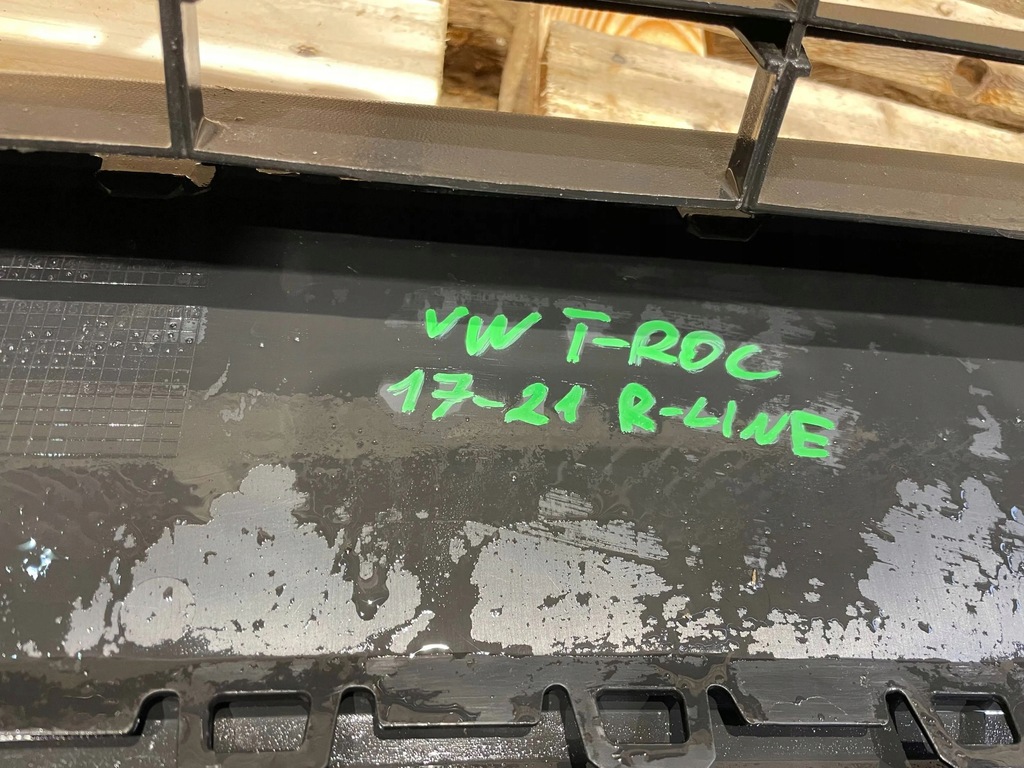 VW T-ROC
17-21 R-LINE